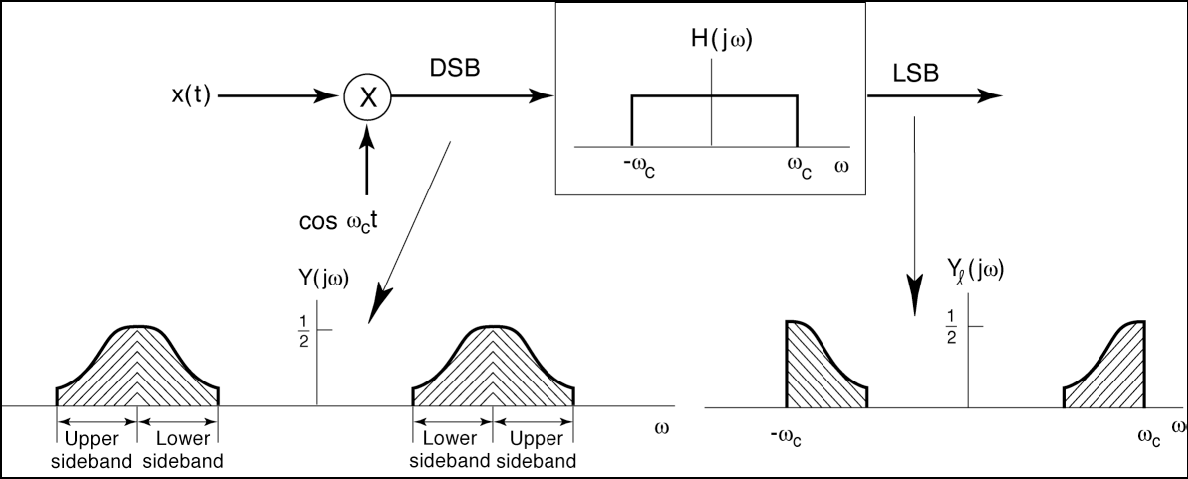 H(jω)
DSB
LSB
x(t)
X
-ω_c
ω_c
ω
cos ω_c t
Y(jω)
1/2
Y_ℓ(jω)
1/2
Upper sideband
Lower sideband
Lower sideband
Upper sideband
ω
-ω_c
ω_c
ω